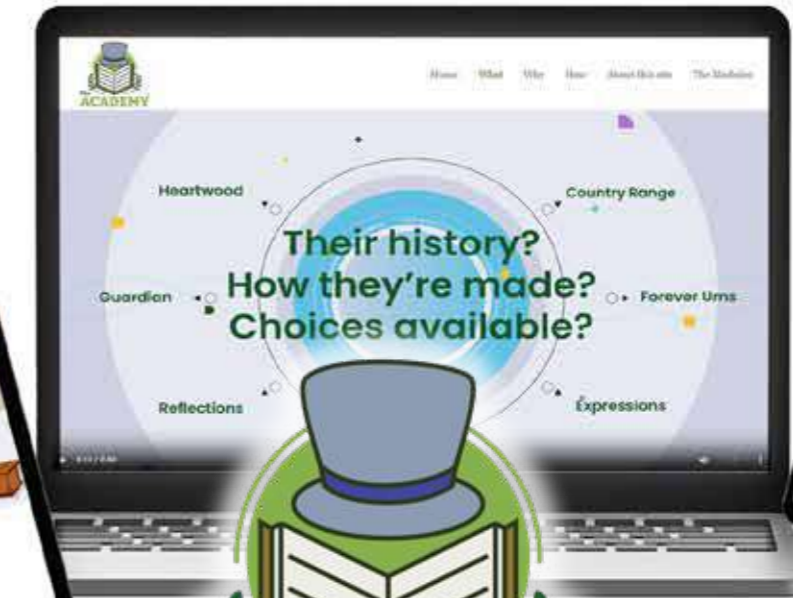 The
ACADEMY
Home What Why How About this site The Modules
Heartwood
Country Range
Their history?
How they're made?
Choices available?
Guardian
Forever Urns
Reflections
Expressions